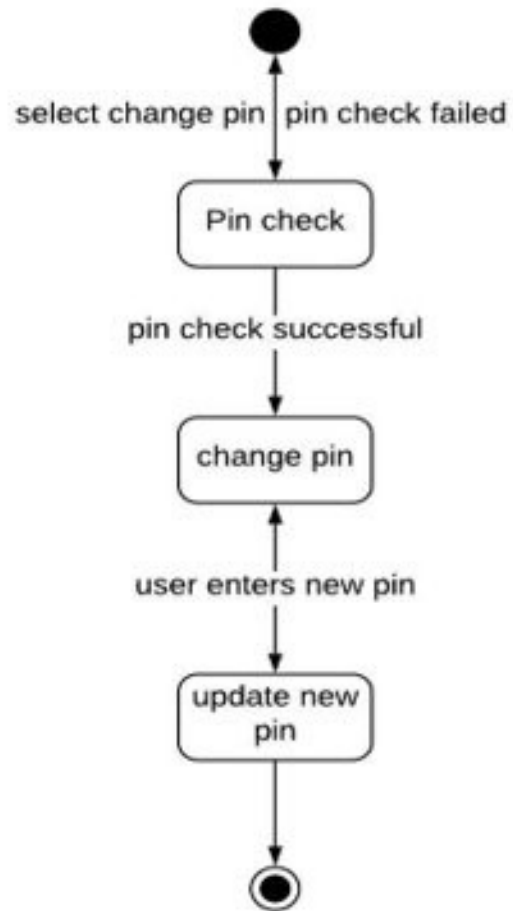 select change pin
pin check failed
Pin check
pin check successful
change pin
user enters new pin
update new
pin